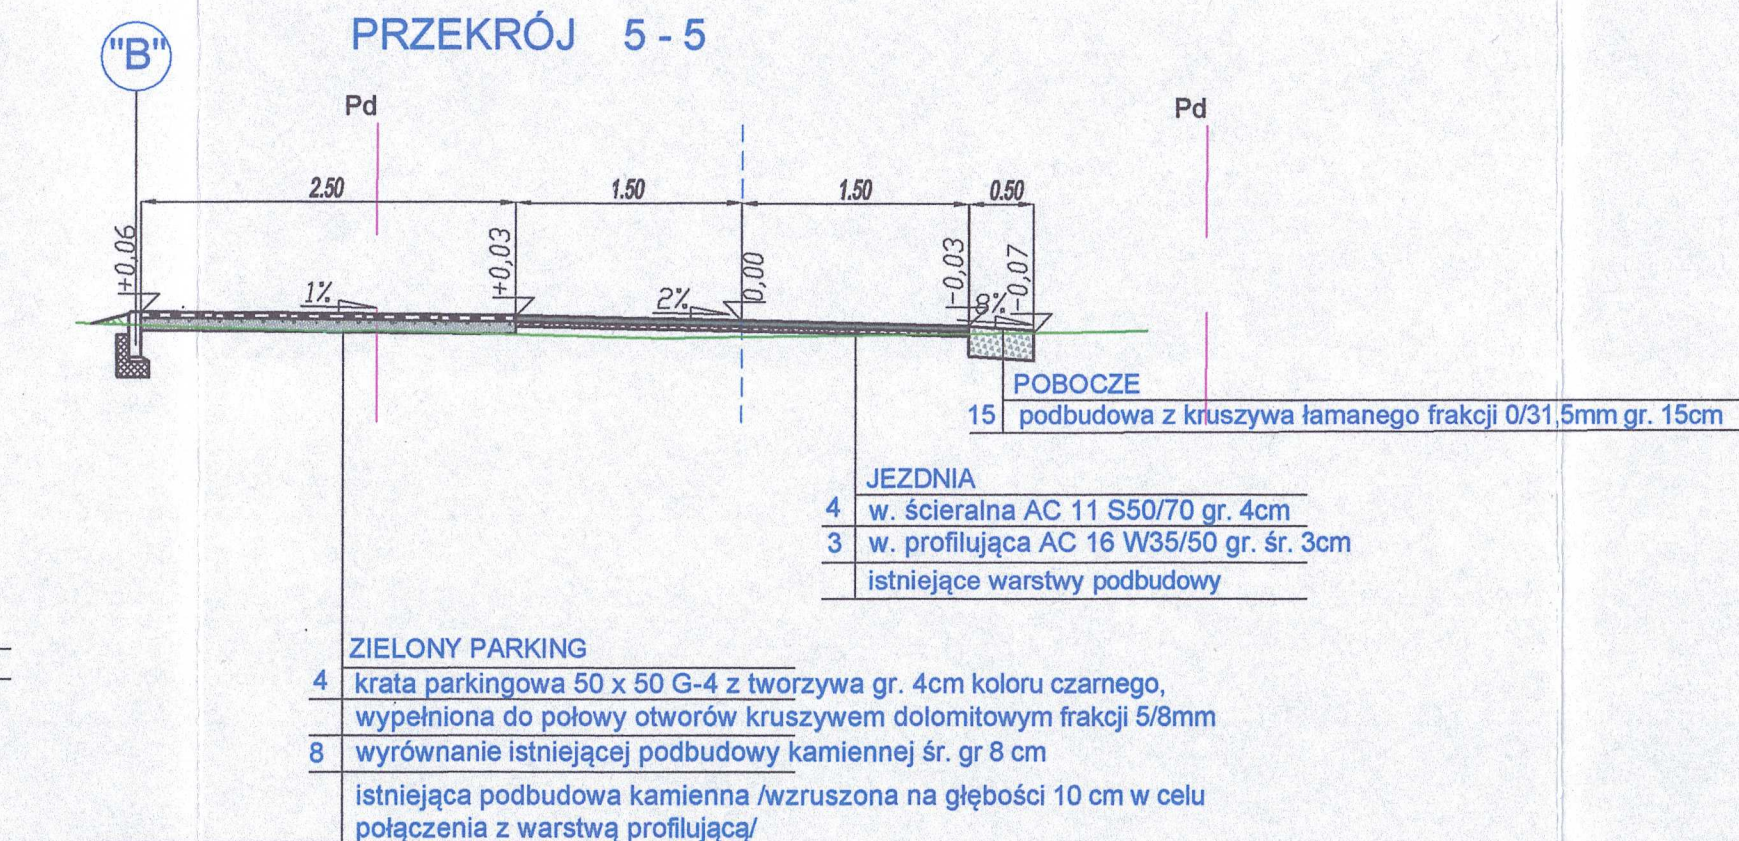 "B"
PRZEKRÓJ 5 - 5
Pd
Pd
2.50
1.50
1.50
0.50
+0,06
+0,03
0,00
-0,03
-0,07
1%
2%
8%
POBOCZE
15 podbudowa z kruszywa łamanego frakcji 0/31,5mm gr. 15cm
JEZDNIA
4 w. ścieralna AC 11 S50/70 gr. 4cm
3 w. profilująca AC 16 W35/50 gr. śr. 3cm
istniejące warstwy podbudowy
ZIELONY PARKING
4 krata parkingowa 50 x 50 G-4 z tworzywa gr. 4cm koloru czarnego,
wypełniona do połowy otworów kruszywem dolomitowym frakcji 5/8mm
8 wyrównanie istniejącej podbudowy kamiennej śr. gr 8 cm
istniejąca podbudowa kamienna /wzruszona na głębości 10 cm w celu
połączenia z warstwą profilującą/